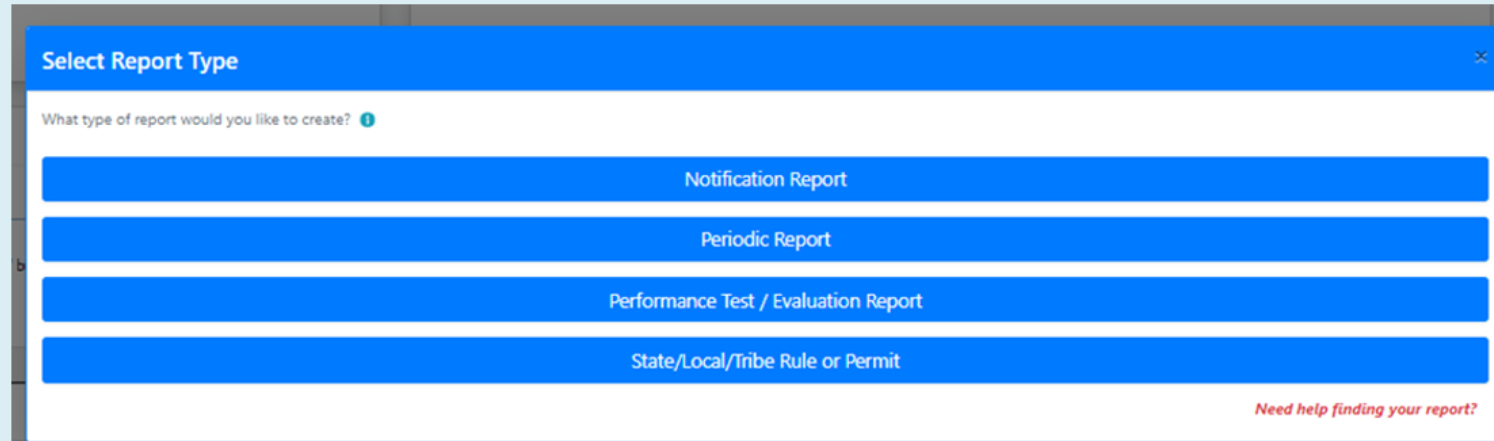 Select Report Type
×
What type of report would you like to create? i
Notification Report
Periodic Report
Performance Test / Evaluation Report
State/Local/Tribe Rule or Permit
Need help finding your report?